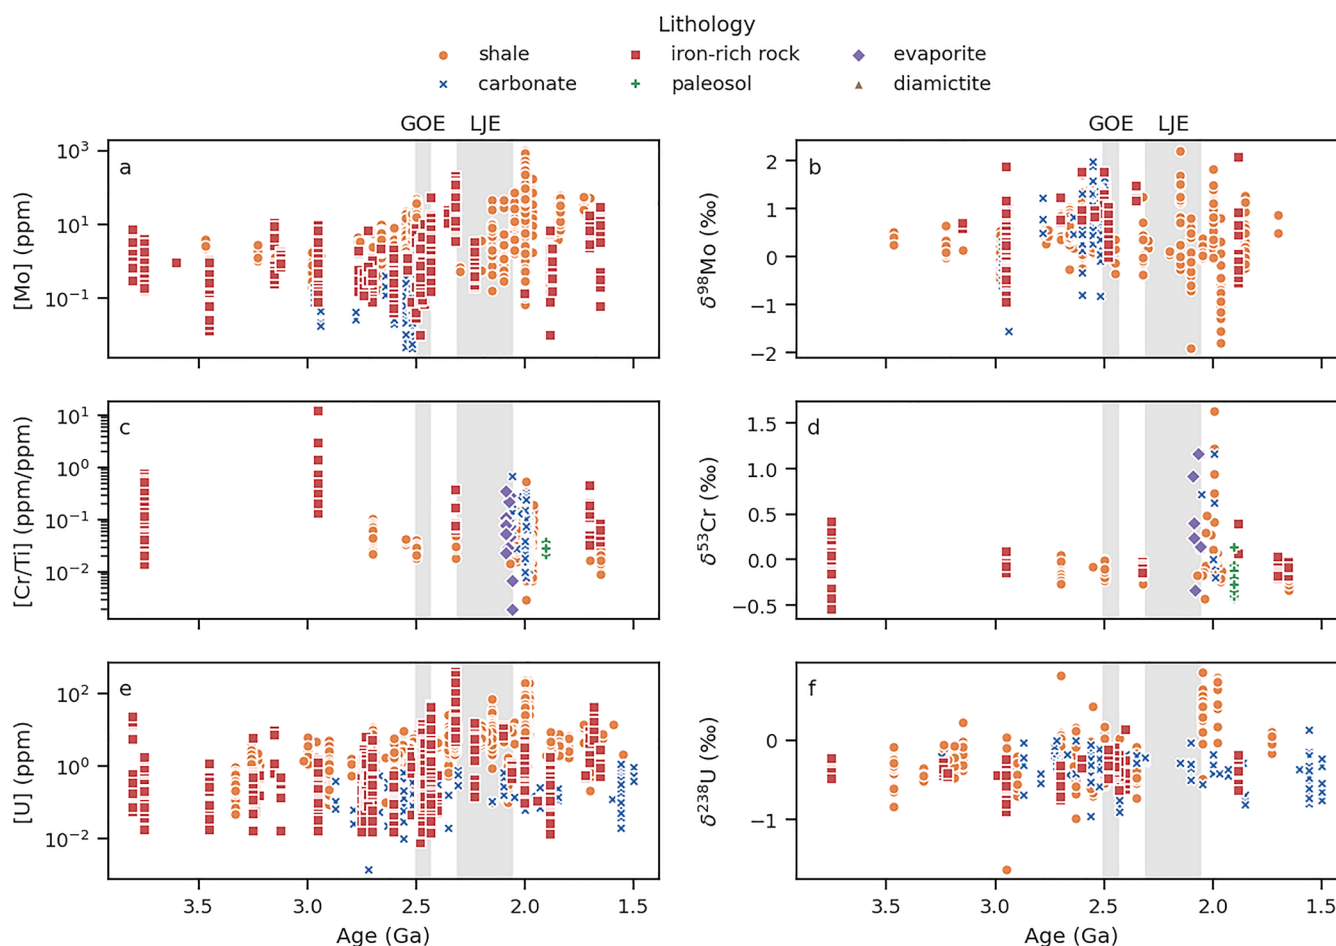 Lithology
shale iron-rich rock evaporite
carbonate paleosol diamictite
GOE LJE GOE LJE
a b
[Mo] (ppm)
10³
10¹
10⁻¹
δ⁹⁸Mo (‰)
2
1
0
−1
−2
c d
[Cr/Ti] (ppm/ppm)
10¹
10⁰
10⁻¹
10⁻²
δ⁵³Cr (‰)
1.5
1.0
0.5
0.0
−0.5
e f
[U] (ppm)
10²
10⁰
10⁻²
δ²³⁸U (‰)
0
−1
3.5 3.0 2.5 2.0 1.5 3.5 3.0 2.5 2.0 1.5
Age (Ga) Age (Ga)